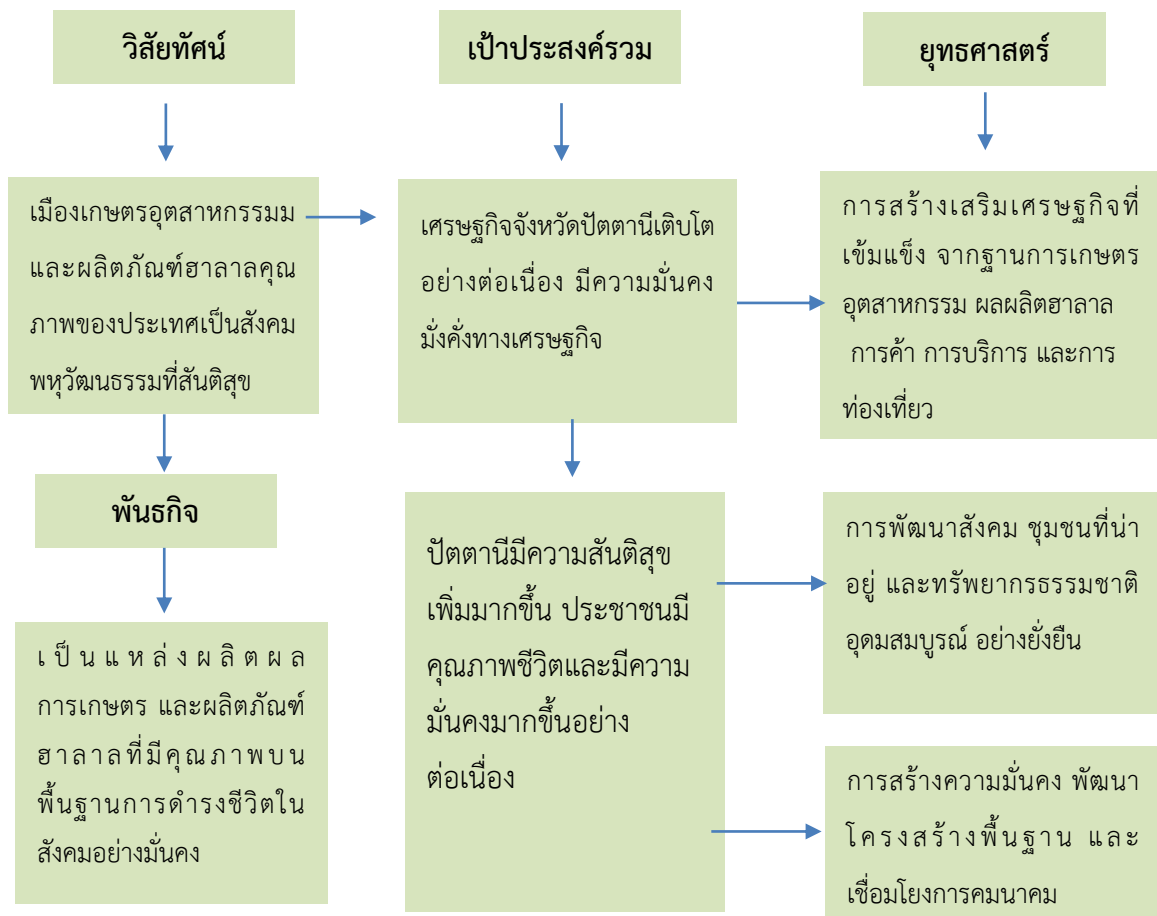 วิสัยทัศน์
เป้าประสงค์รวม
ยุทธศาสตร์
เมืองเกษตรอุตสาหกรรมม
และผลิตภัณฑ์ฮาลาลคุณ
ภาพของประเทศเป็นสังคม
พหุวัฒนธรรมที่สันติสุข
เศรษฐกิจจังหวัดปัตตานีเติบโต
อย่างต่อเนื่อง มีความมั่นคง
มั่งคั่งทางเศรษฐกิจ
การสร้างเสริมเศรษฐกิจที่
เข้มแข็ง จากฐานการเกษตร
อุตสาหกรรม ผลผลิตฮาลาล
การค้า การบริการ และการ
ท่องเที่ยว
พันธกิจ
เป็นแหล่งผลิตผล
การเกษตร และผลิตภัณฑ์
ฮาลาลที่มีคุณภาพบน
พื้นฐานการดำรงชีวิตใน
สังคมอย่างมั่นคง
ปัตตานีมีความสันติสุข
เพิ่มมากขึ้น ประชาชนมี
คุณภาพชีวิตและมีความ
มั่นคงมากขึ้นอย่าง
ต่อเนื่อง
การพัฒนาสังคม ชุมชนที่น่า
อยู่ และทรัพยากรธรรมชาติ
อุดมสมบูรณ์ อย่างยั่งยืน
การสร้างความมั่นคง พัฒนา
โครงสร้างพื้นฐาน และ
เชื่อมโยงการคมนาคม